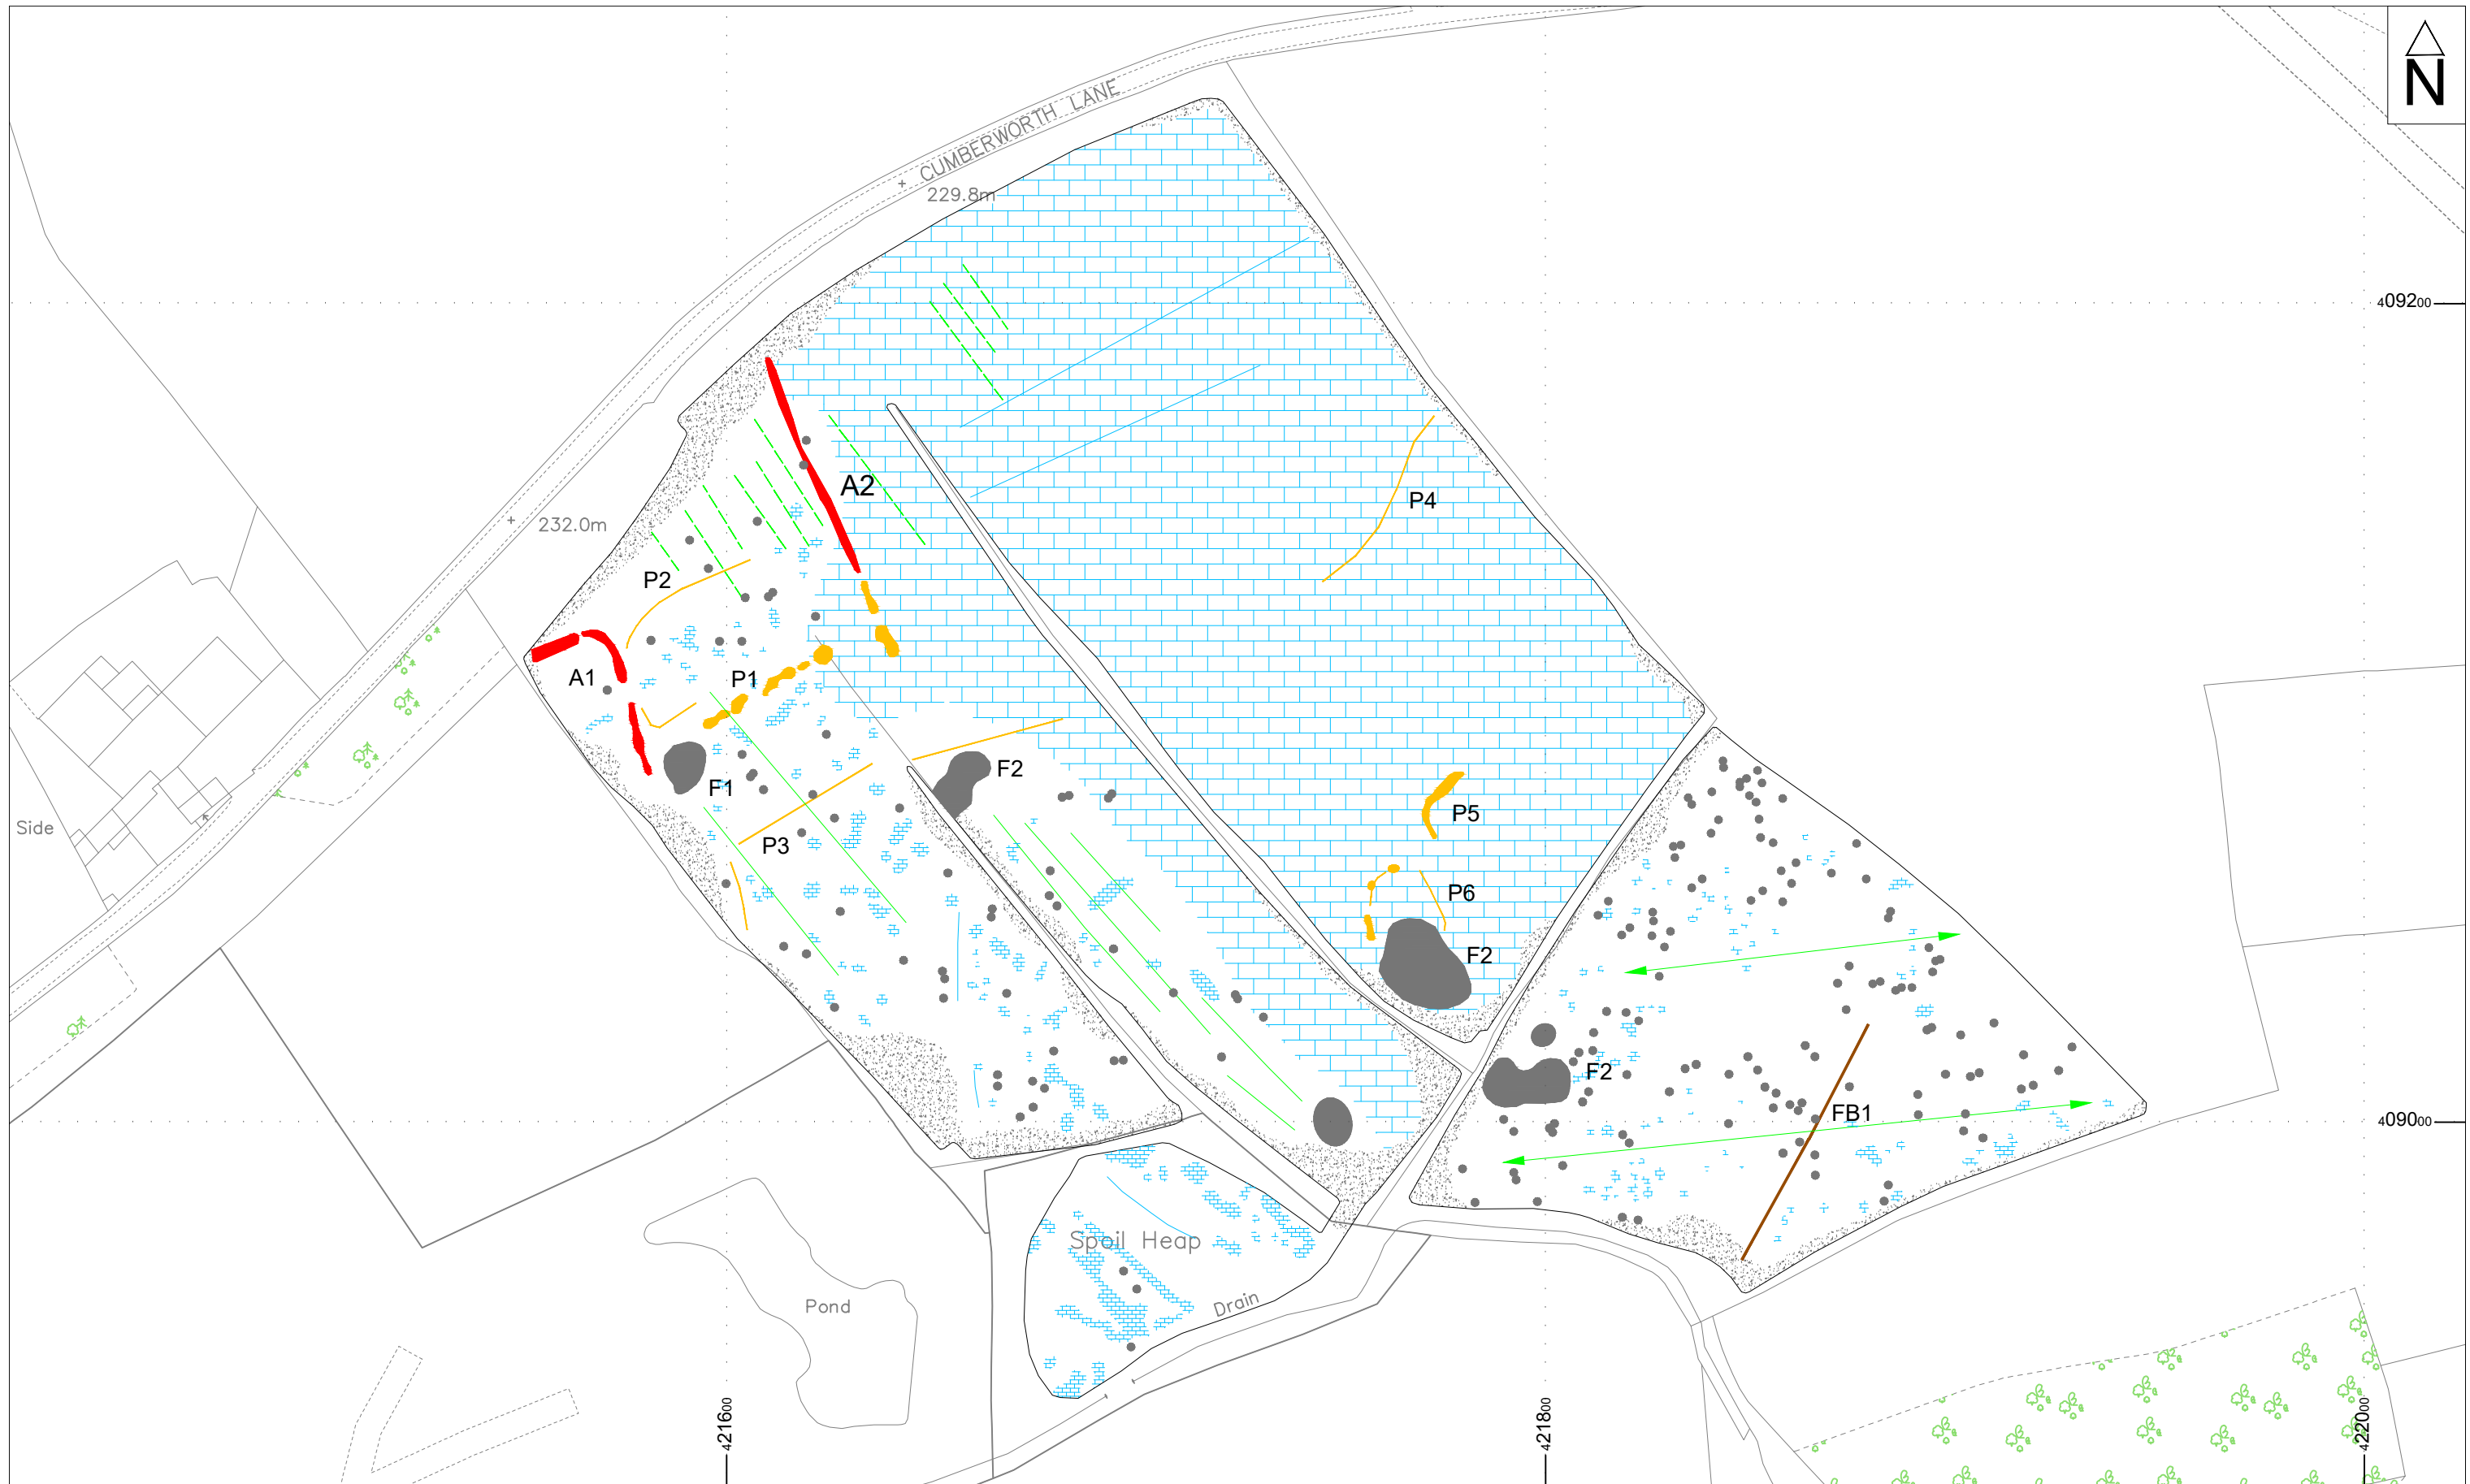 N
CUMBERWORTH LANE
229.8m
409200
A2
P4
232.0m
P2
A1
P1
F2
F1
P5
Side
P3
P6
F2
F2
FB1
409000
Spoil Heap
Pond
Drain
421600
421800
422000